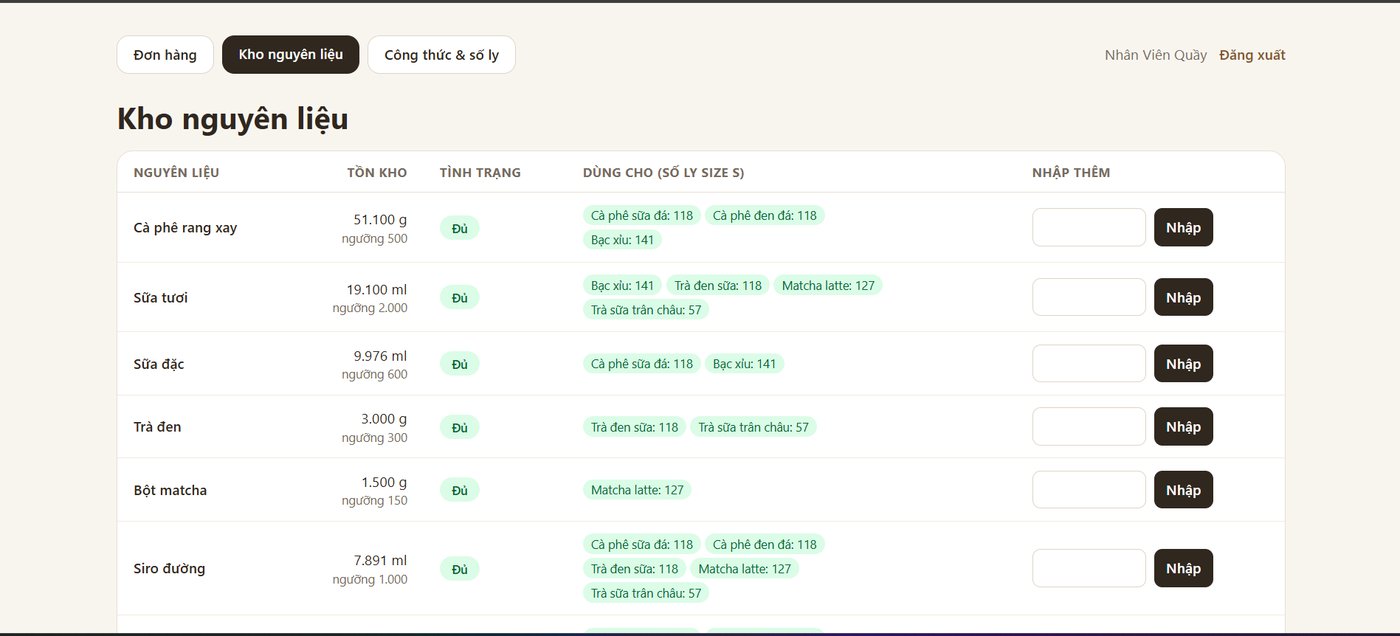 Đơn hàng Kho nguyên liệu Công thức & số ly Nhân Viên Quầy Đăng xuất
Kho nguyên liệu
NGUYÊN LIỆU TỒN KHO TÌNH TRẠNG DÙNG CHO (SỐ LY SIZE S) NHẬP THÊM
Cà phê rang xay 51.100 g ngưỡng 500 Đủ Cà phê sữa đá: 118 Cà phê đen đá: 118
Bạc xỉu: 141 Nhập
Sữa tươi 19.100 ml ngưỡng 2.000 Đủ Bạc xỉu: 141 Trà đen sữa: 118 Matcha latte: 127
Trà sữa trân châu: 57 Nhập
Sữa đặc 9.976 ml ngưỡng 600 Đủ Cà phê sữa đá: 118 Bạc xỉu: 141 Nhập
Trà đen 3.000 g ngưỡng 300 Đủ Trà đen sữa: 118 Trà sữa trân châu: 57 Nhập
Bột matcha 1.500 g ngưỡng 150 Đủ Matcha latte: 127 Nhập
Siro đường 7.891 ml ngưỡng 1.000 Đủ Cà phê sữa đá: 118 Cà phê đen đá: 118
Trà đen sữa: 118 Matcha latte: 127
Trà sữa trân châu: 57 Nhập